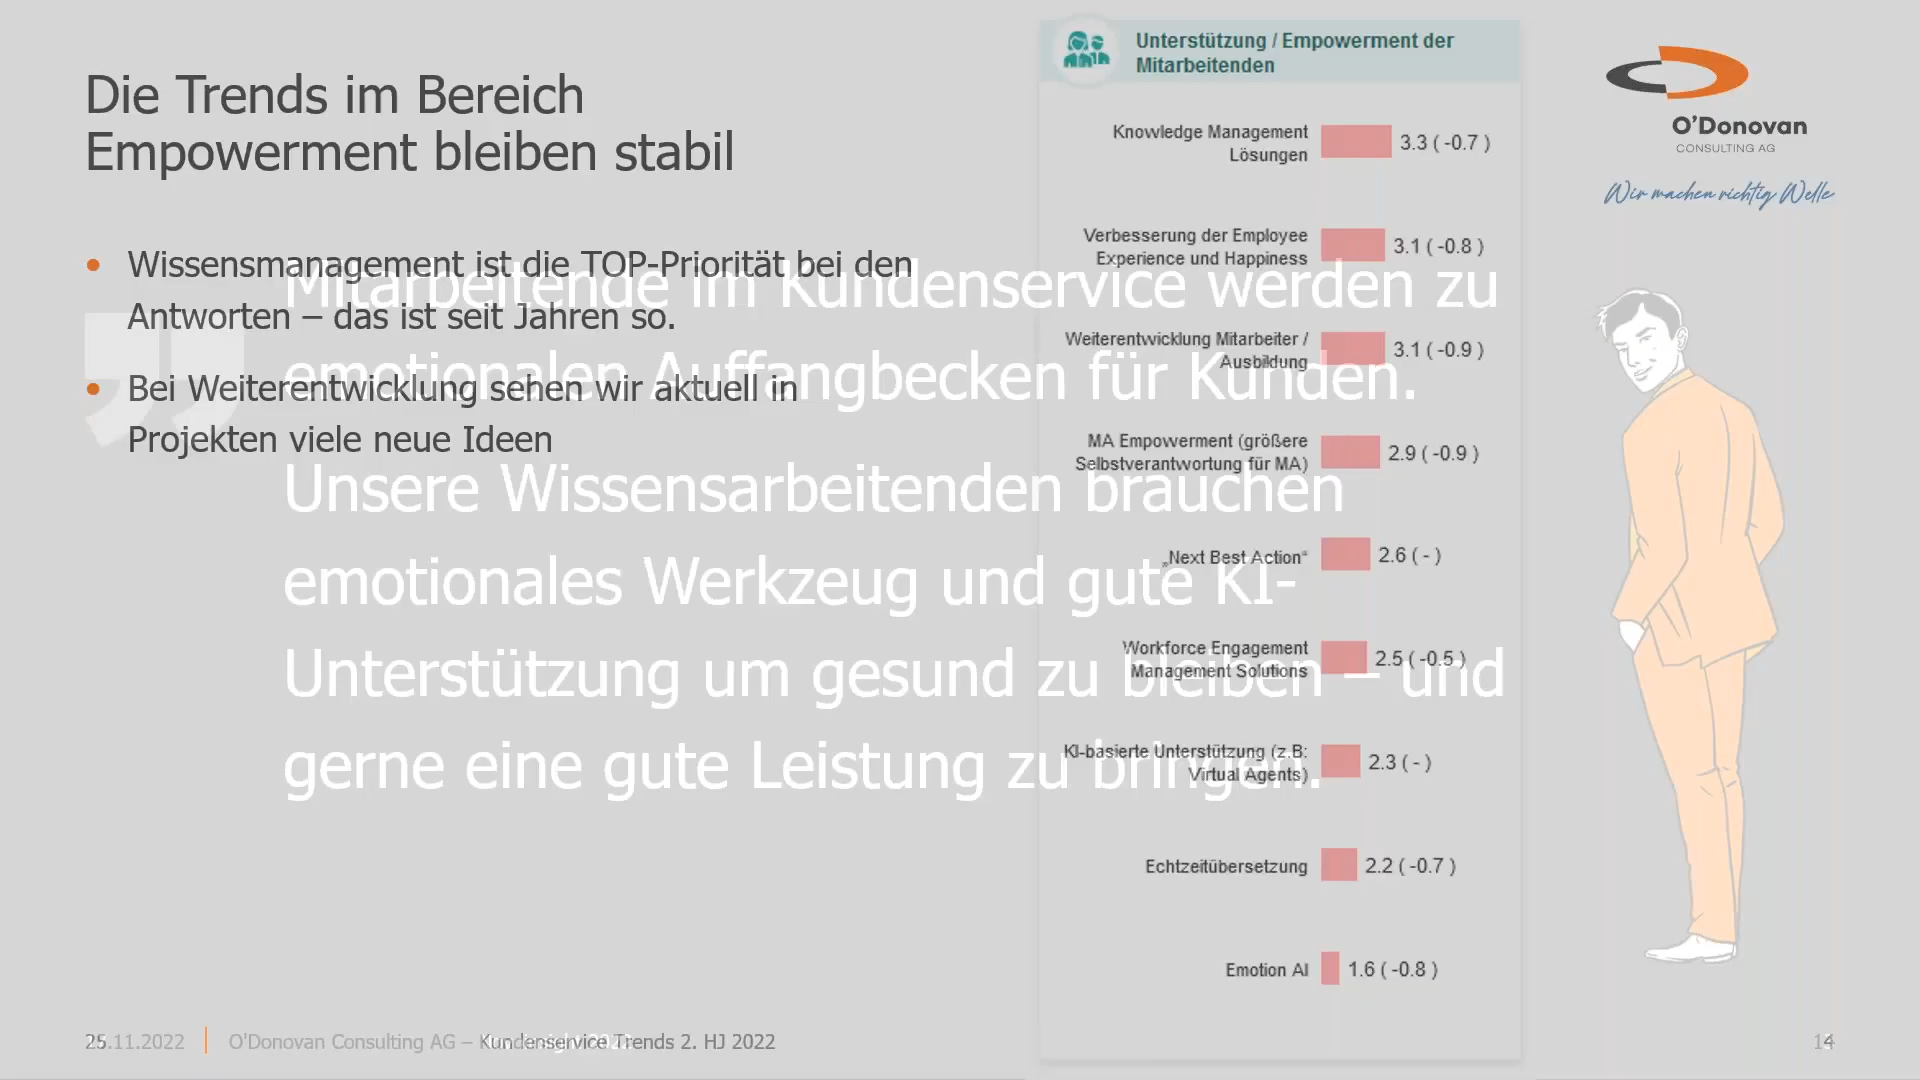 Die Trends im Bereich
Empowerment bleiben stabil
Wissensmanagement ist die TOP-Priorität bei den
Antworten – das ist seit Jahren so.
Bei Weiterentwicklung sehen wir aktuell in
Projekten viele neue Ideen
Mitarbeitende im Kundenservice werden zu
emotionalen Auffangbecken für Kunden.
Unsere Wissensarbeitenden brauchen
emotionales Werkzeug und gute KI-
Unterstützung um gesund zu bleiben – und
gerne eine gute Leistung zu bringen.
Unterstützung / Empowerment der
Mitarbeitenden
Knowledge Management
Lösungen
3.3 ( -0.7 )
Verbesserung der Employee
Experience und Happiness
3.1 ( -0.8 )
Weiterentwicklung Mitarbeiter /
Ausbildung
3.1 ( -0.9 )
MA Empowerment (größere
Selbstverantwortung für MA)
2.9 ( -0.9 )
„Next Best Action“
2.6 ( - )
Workforce Engagement
Management Solutions
2.5 ( -0.5 )
KI-basierte Unterstützung (z.B:
Virtual Agents)
2.3 ( - )
Echtzeitübersetzung
2.2 ( -0.7 )
Emotion AI
1.6 ( -0.8 )
O'Donovan
CONSULTING AG
Wir machen richtig Welle
.11.2022
O'Donovan Consulting AG – Kundenservice Trends 2. HJ 2022